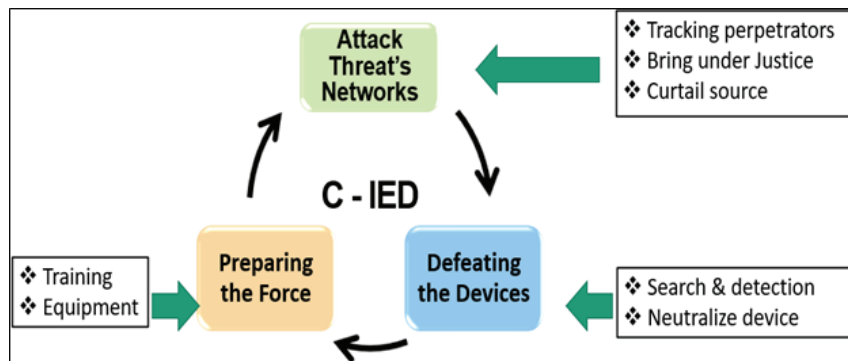 Attack
Threat's
Networks
❖ Tracking perpetrators
❖ Bring under Justice
❖ Curtail source
C - IED
❖ Training
❖ Equipment
Preparing
the Force
Defeating
the Devices
❖ Search & detection
❖ Neutralize device